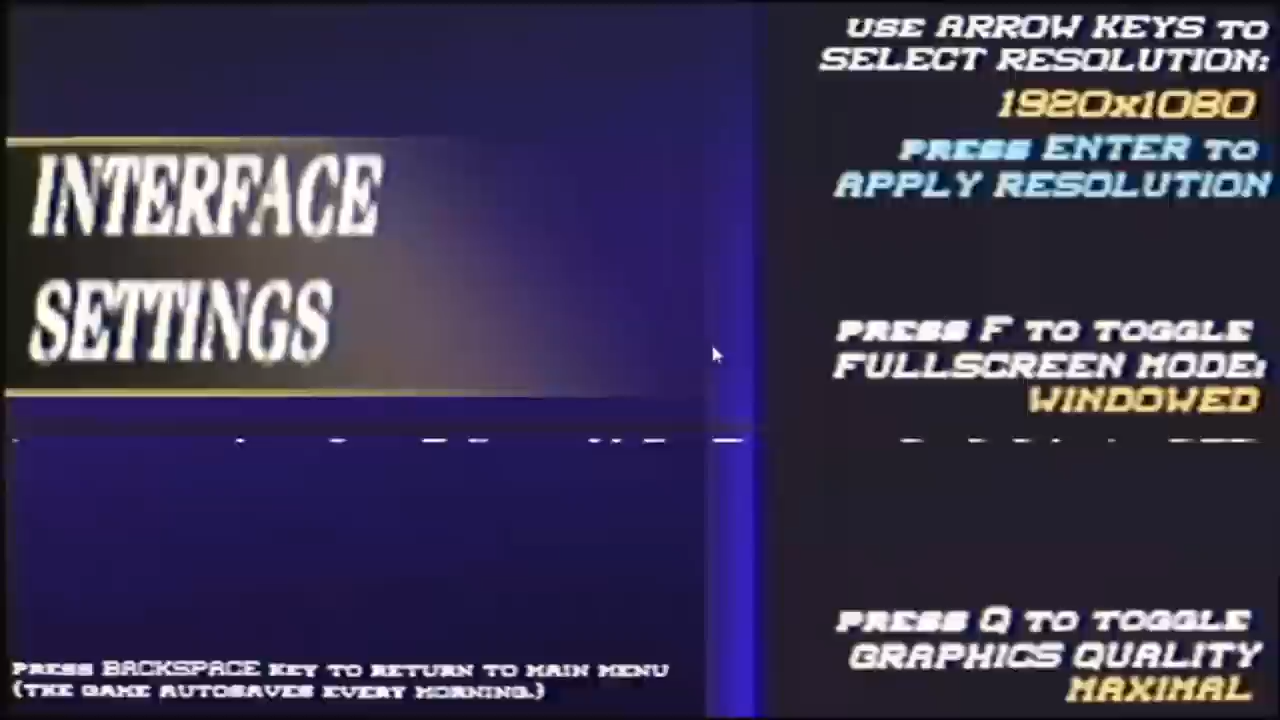 USE ARROW KEYS TO
SELECT RESOLUTION:
1920x1080
PRESS ENTER TO
APPLY RESOLUTION
INTERFACE
SETTINGS
PRESS F TO TOGGLE
FULLSCREEN MODE:
WINDOWED
PRESS Q TO TOGGLE
GRAPHICS QUALITY
MAXIMAL
PRESS BACKSPACE KEY TO RETURN TO MAIN MENU
(THE GAME AUTOSAVES EVERY MORNING.)